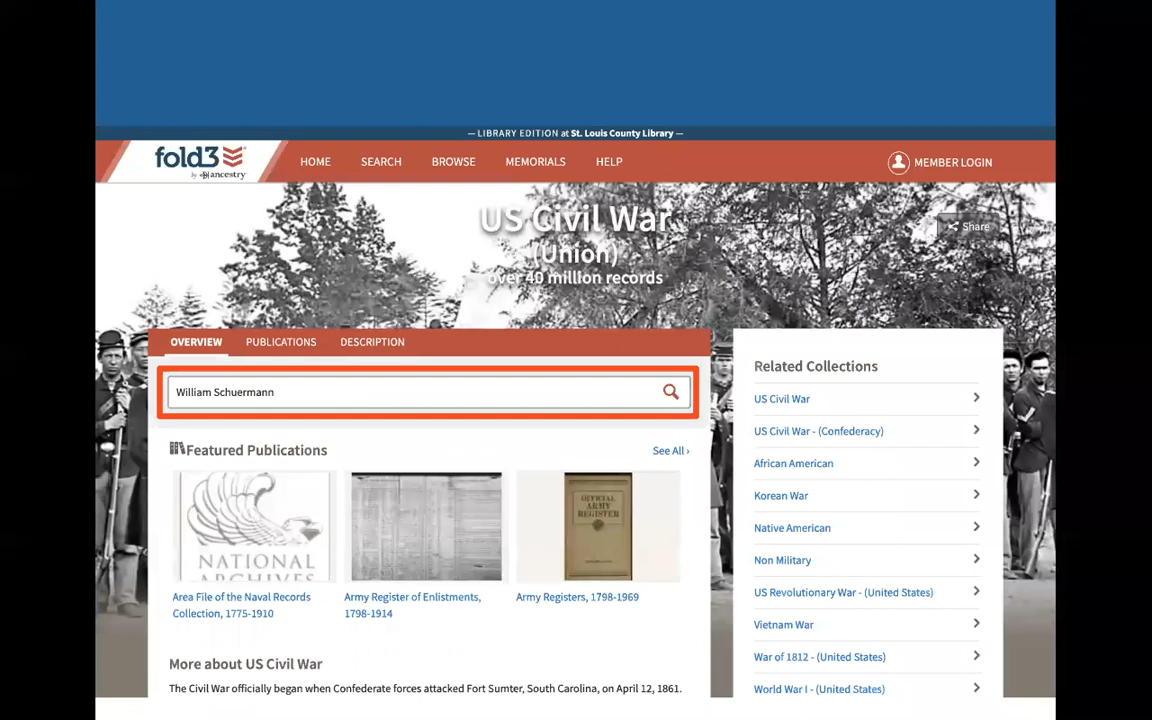 — LIBRARY EDITION at St. Louis County Library —
fold3
by ancestry
HOME SEARCH BROWSE MEMORIALS HELP MEMBER LOGIN
US Civil War
(Union)
over 40 million records
Share
OVERVIEW PUBLICATIONS DESCRIPTION
William Schuermann
Featured Publications See All ›
NATIONAL
ARCHIVES
OFFICIAL
ARMY
REGISTER
Area File of the Naval Records
Collection, 1775-1910
Army Register of Enlistments,
1798-1914
Army Registers, 1798-1969
More about US Civil War
The Civil War officially began when Confederate forces attacked Fort Sumter, South Carolina, on April 12, 1861.
Related Collections
US Civil War
US Civil War - (Confederacy)
African American
Korean War
Native American
Non Military
US Revolutionary War - (United States)
Vietnam War
War of 1812 - (United States)
World War I - (United States)